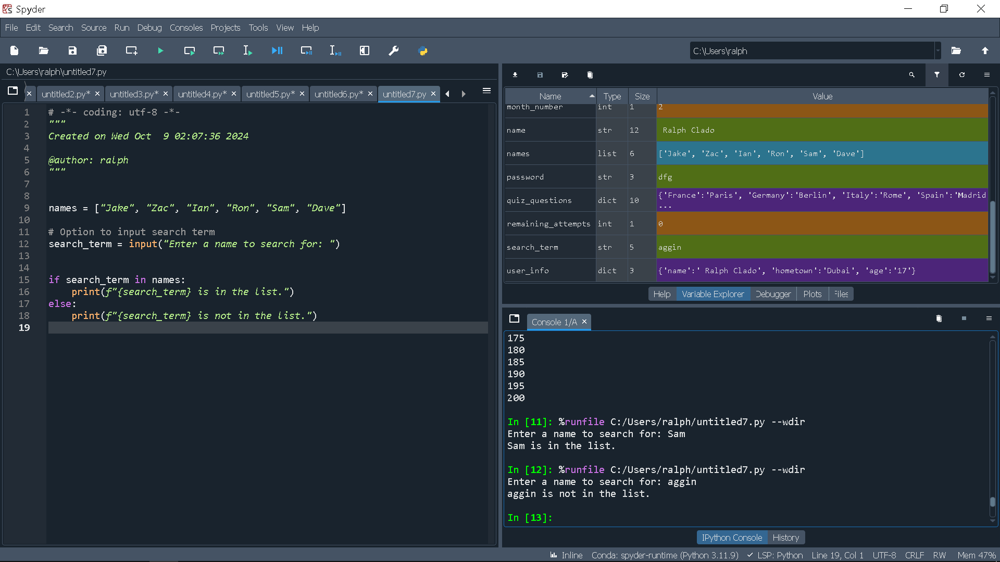 Spyder
File Edit Search Source Run Debug Consoles Projects Tools View Help
C:\Users\ralph
C:\Users\ralph\untitled7.py
untitled2.py* untitled3.py* untitled4.py* untitled5.py* untitled6.py* untitled7.py
1 # -*- coding: utf-8 -*-
2 """
3 Created on Wed Oct  9 02:07:36 2024
4
5 @author: ralph
6 """
7
8
9 names = ["Jake", "Zac", "Ian", "Ron", "Sam", "Dave"]
10
11 # Option to input search term
12 search_term = input("Enter a name to search for: ")
13
14
15 if search_term in names:
16     print(f"{search_term} is in the list.")
17 else:
18     print(f"{search_term} is not in the list.")
19
Name Type Size Value
month_number int 1 2
name str 12  Ralph Clado
names list 6 ['Jake', 'Zac', 'Ian', 'Ron', 'Sam', 'Dave']
password str 3 dfg
quiz_questions dict 10 {'France':'Paris', 'Germany':'Berlin', 'Italy':'Rome', 'Spain':'Madrid
...
remaining_attempts int 1 0
search_term str 5 aggin
user_info dict 3 {'name':' Ralph Clado', 'hometown':'Dubai', 'age':'17'}
Help Variable Explorer Debugger Plots Files
Console 1/A
175
180
185
190
195
200
In [11]: %runfile C:/Users/ralph/untitled7.py --wdir
Enter a name to search for: Sam
Sam is in the list.
In [12]: %runfile C:/Users/ralph/untitled7.py --wdir
Enter a name to search for: aggin
aggin is not in the list.
In [13]:
IPython Console History
Inline Conda: spyder-runtime (Python 3.11.9) LSP: Python Line 19, Col 1 UTF-8 CRLF RW Mem 47%